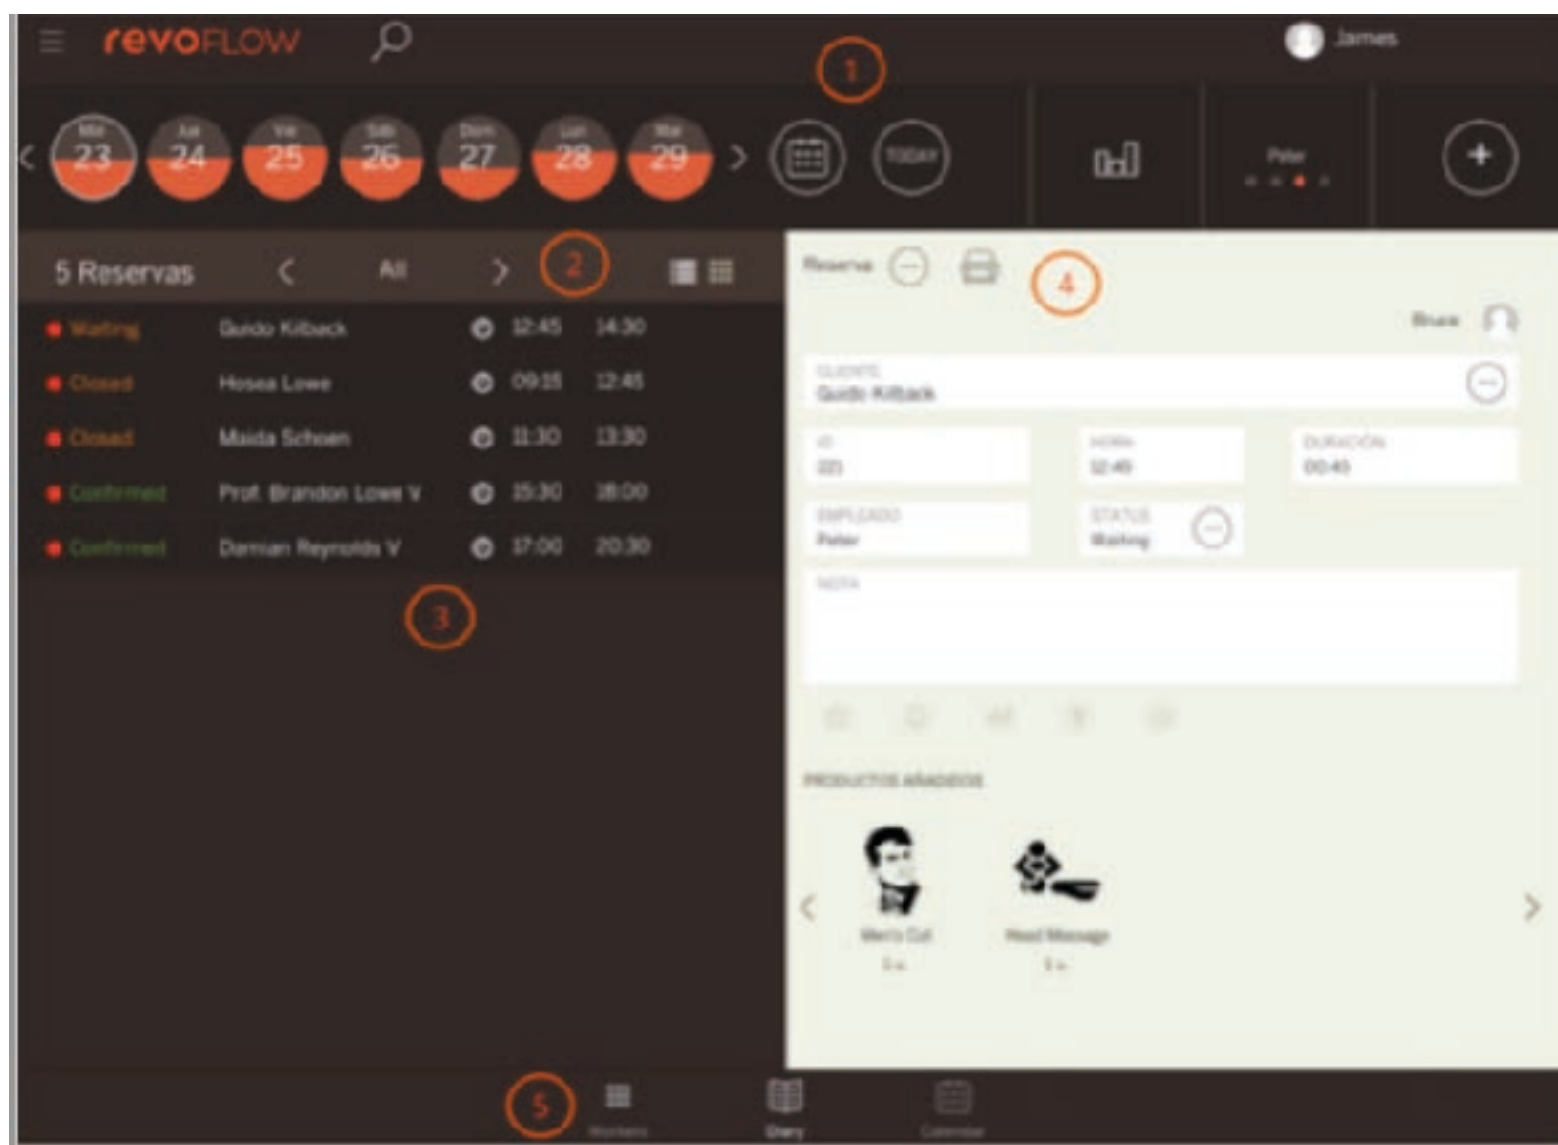 revoFLOW
James
1
Mié
23
Jue
24
Vie
25
Sáb
26
Dom
27
Lun
28
Mar
29
TODAY
Peter
+
5 Reservas
All
2
Waiting Guido Kilback 12:45 14:30
Closed Hosea Lowe 09:15 12:45
Closed Maida Schoen 11:30 13:30
Confirmed Prof. Brandon Lowe V 15:30 18:00
Confirmed Damian Reynolds V 17:00 20:30
3
Reserva
4
Bruce
CLIENTE
Guido Kilback
ID
221
HORA
12:45
DURACIÓN
00:45
EMPLEADO
Peter
STATUS
Waiting
NOTA
PRODUCTOS AÑADIDOS
Men's Cut
Head Massage
5
Workers
Diary
Calendar